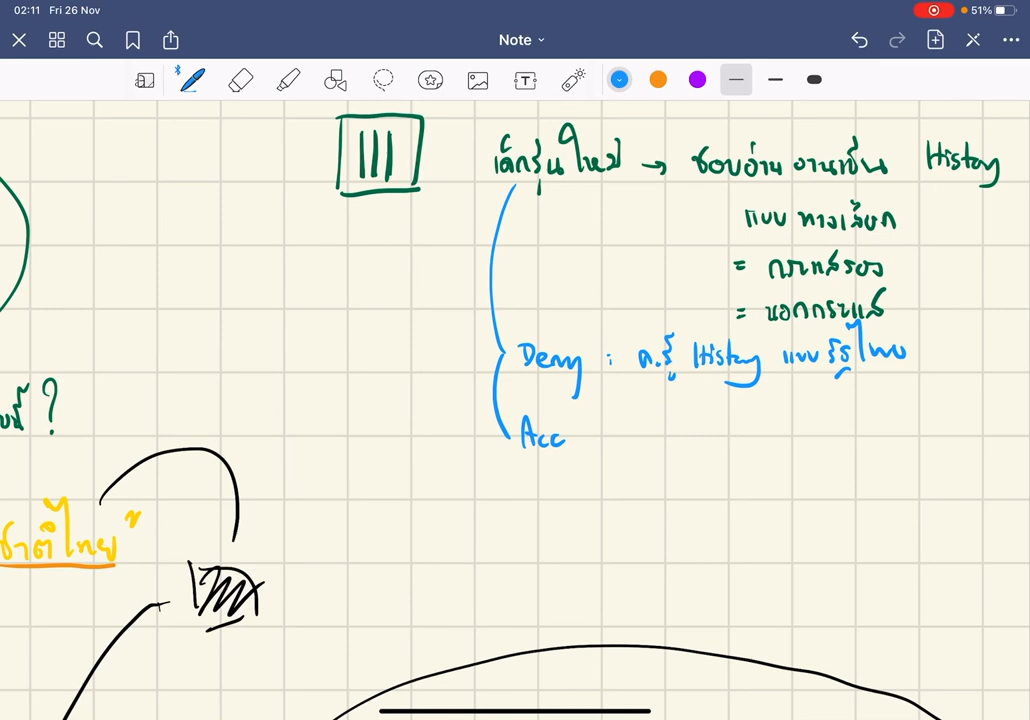 02:11 Fri 26 Nov
51%
Note
III
เด็กรุ่นใหม่ → ชอบอ่าน งานเขียน History
แบบ ทางเลือก
= กระแสรอง
= นอกกระแส
Deny : ค.รู้ History แบบรัฐไทย
Acc
?
ชาติไทย"